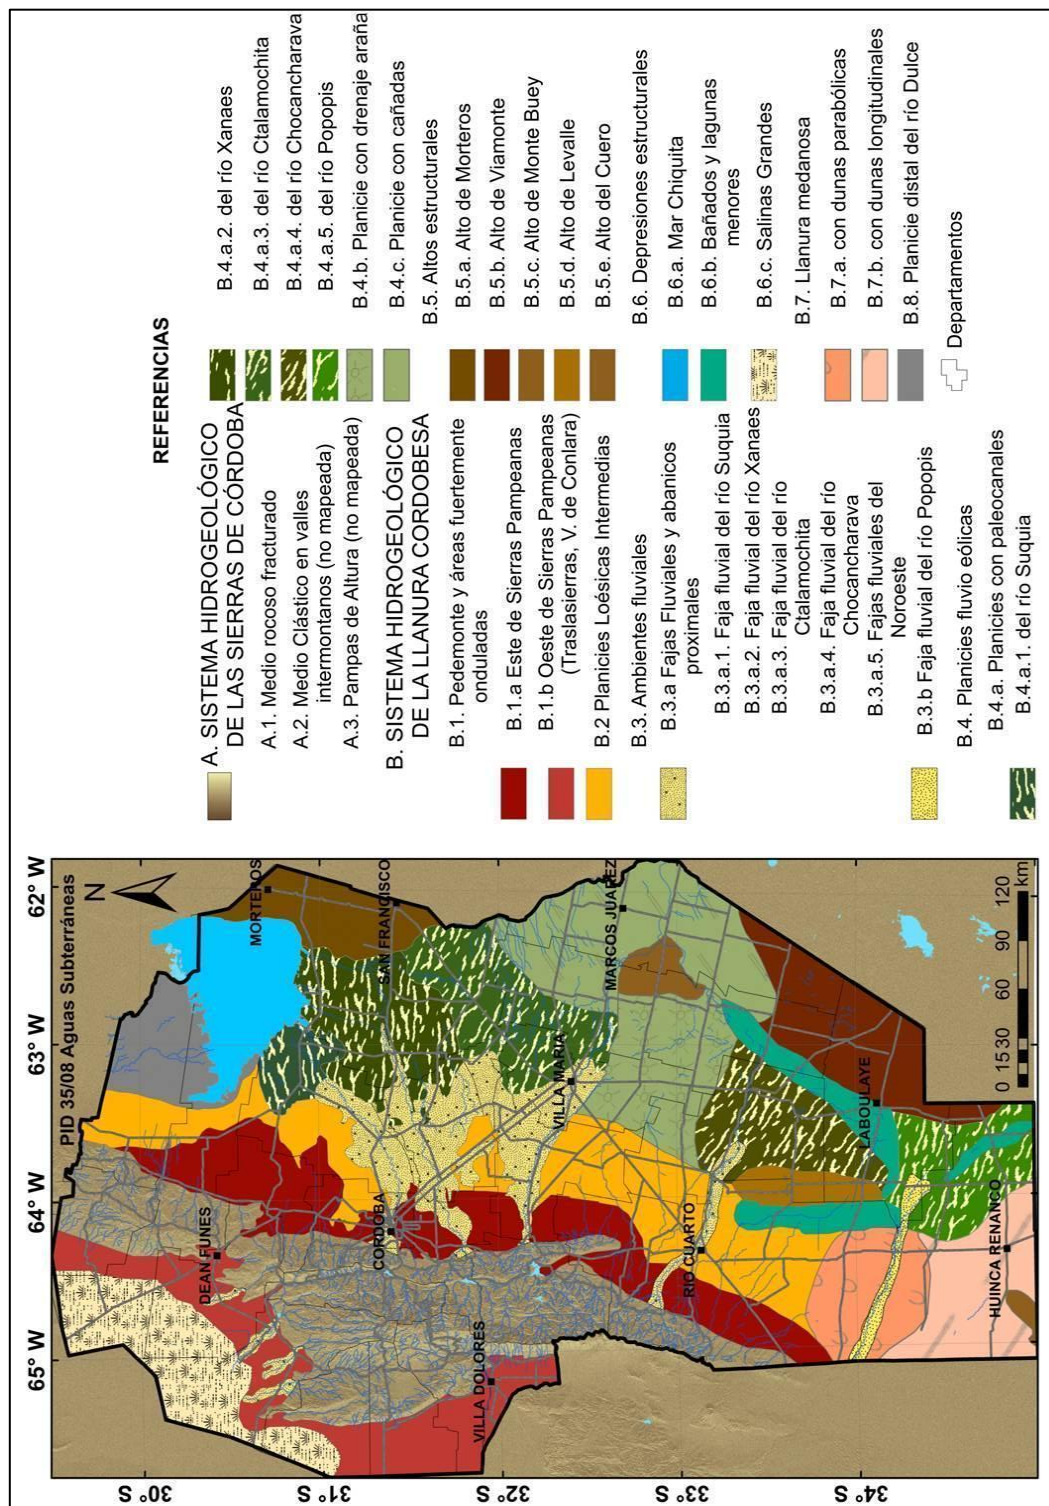 PID 35/08 Aguas Subterráneas
N
65° W
64° W
63° W
62° W
30° S
31° S
32° S
33° S
34° S
DEAN FUNES
MORTEROS
CORDOBA
SAN FRANCISCO
VILLA DOLORES
VILLA MARIA
MARCOS JUAREZ
RIO CUARTO
LABOULAYE
HUINCA RENANCO
0 15 30 60 90 120
km
REFERENCIAS
A. SISTEMA HIDROGEOLÓGICO
DE LAS SIERRAS DE CÓRDOBA
A.1. Medio rocoso fracturado
A.2. Medio Clástico en valles
intermontanos (no mapeada)
A.3. Pampas de Altura (no mapeada)
B. SISTEMA HIDROGEOLÓGICO
DE LA LLANURA CORDOBESA
B.1. Pedemonte y áreas fuertemente
onduladas
B.1.a Este de Sierras Pampeanas
B.1.b Oeste de Sierras Pampeanas
(Traslasierras, V. de Conlara)
B.2 Planicies Loésicas Intermedias
B.3. Ambientes fluviales
B.3.a Fajas Fluviales y abanicos
proximales
B.3.a.1. Faja fluvial del río Suquia
B.3.a.2. Faja fluvial del río Xanaes
B.3.a.3. Faja fluvial del río
Ctalamochita
B.3.a.4. Faja fluvial del río
Chocancharava
B.3.a.5. Fajas fluviales del
Noroeste
B.3.b Faja fluvial del río Popopis
B.4. Planicies fluvio eólicas
B.4.a. Planicies con paleocanales
B.4.a.1. del río Suquia
B.4.a.2. del río Xanaes
B.4.a.3. del río Ctalamochita
B.4.a.4. del río Chocancharava
B.4.a.5. del río Popopis
B.4.b. Planicie con drenaje araña
B.4.c. Planicie con cañadas
B.5. Altos estructurales
B.5.a. Alto de Morteros
B.5.b. Alto de Viamonte
B.5.c. Alto de Monte Buey
B.5.d. Alto de Levalle
B.5.e. Alto del Cuero
B.6. Depresiones estructurales
B.6.a. Mar Chiquita
B.6.b. Bañados y lagunas
menores
B.6.c. Salinas Grandes
B.7. Llanura medanosa
B.7.a. con dunas parabólicas
B.7.b. con dunas longitudinales
B.8. Planicie distal del río Dulce
Departamentos